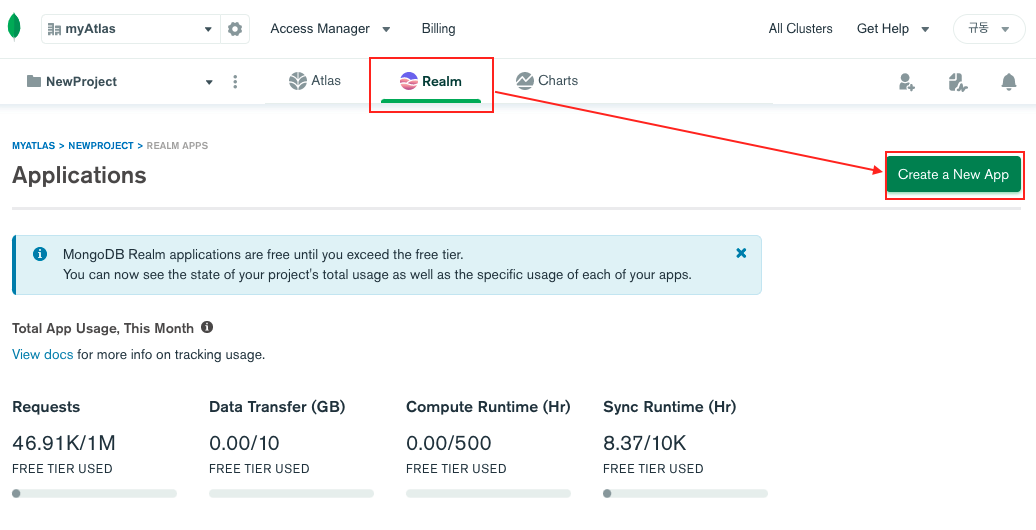 myAtlas Access Manager Billing All Clusters Get Help 규동
NewProject Atlas Realm Charts
MYATLAS > NEWPROJECT > REALM APPS
Applications
Create a New App
MongoDB Realm applications are free until you exceed the free tier.
You can now see the state of your project's total usage as well as the specific usage of each of your apps.
Total App Usage, This Month
View docs for more info on tracking usage.
Requests Data Transfer (GB) Compute Runtime (Hr) Sync Runtime (Hr)
46.91K/1M 0.00/10 0.00/500 8.37/10K
FREE TIER USED FREE TIER USED FREE TIER USED FREE TIER USED